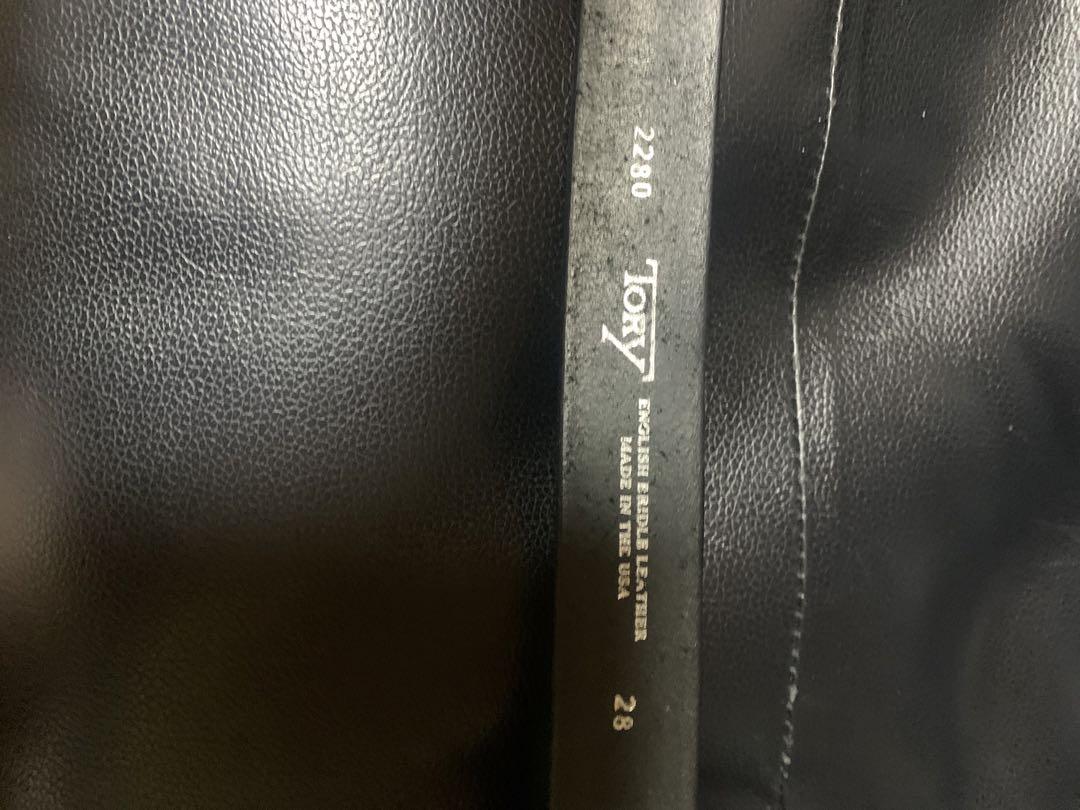 2280
TORY
ENGLISH BRIDLE LEATHER
MADE IN THE USA
28